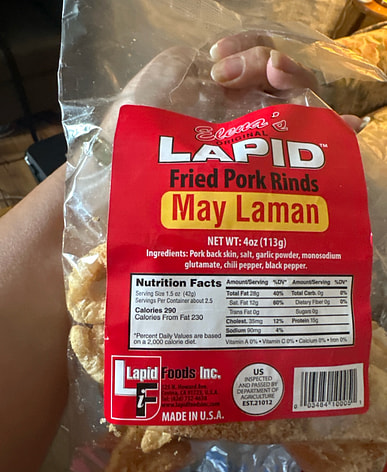 Elena's
ORIGINAL
LAPID™
Fried Pork Rinds
May Laman
NET WT: 4oz (113g)
Ingredients: Pork back skin, salt, garlic powder, monosodium
glutamate, chili pepper, black pepper.
Nutrition Facts
Serving Size 1.5 oz (42g)
Servings Per Container about 2.5
Calories 290
Calories From Fat 230
*Percent Daily Values are based
on a 2,000 calorie diet.
Amount/Serving %DV* Amount/Serving %DV*
Total Fat 28g 40% Total Carb. 0g 0%
Sat. Fat 12g 60% Dietary Fiber 0g 0%
Trans Fat 0g Sugars 0g
Cholest. 35mg 12% Protein 15g
Sodium 90mg 4%
Vitamin A 0% • Vitamin C 0% • Calcium 0% • Iron 0%
Lapid Foods Inc.
LF
MADE IN U.S.A.
US
INSPECTED
AND PASSED BY
DEPARTMENT OF
AGRICULTURE
EST.21012